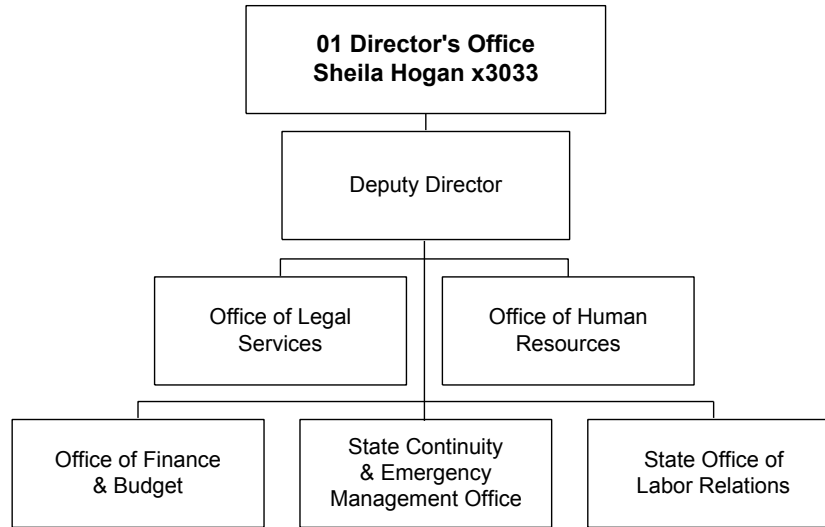 01 Director's Office
Sheila Hogan x3033
Deputy Director
Office of Legal
Services
Office of Human
Resources
Office of Finance
& Budget
State Continuity
& Emergency
Management Office
State Office of
Labor Relations